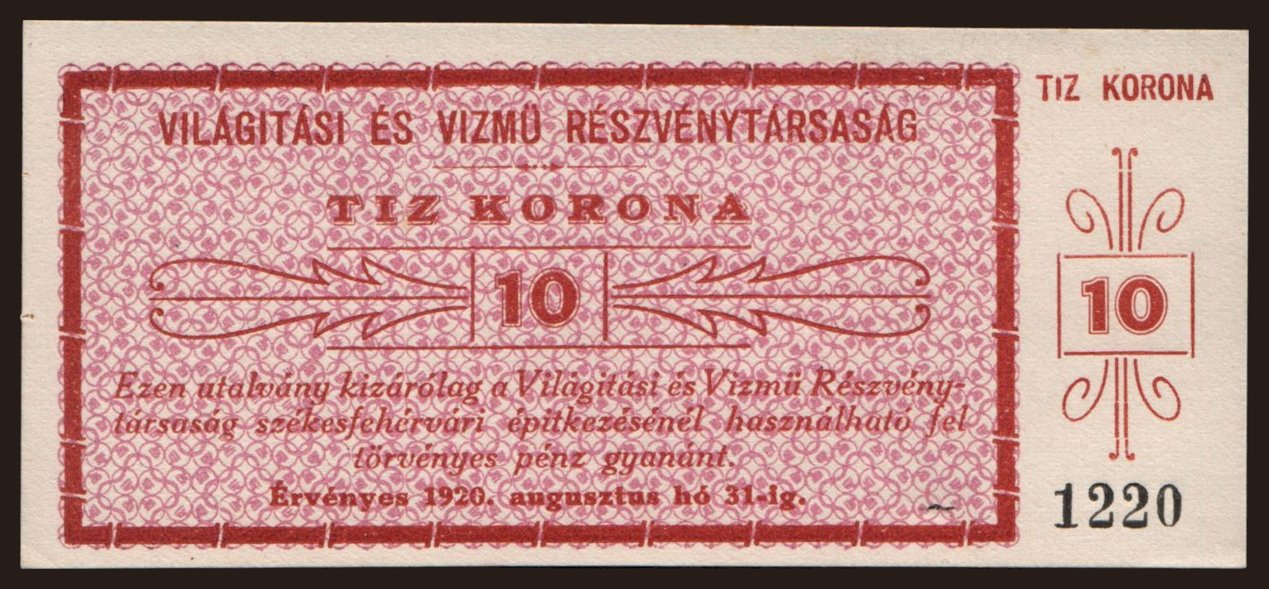 VILÁGITÁSI ÉS VIZMÜ RÉSZVÉNYTÁRSASÁG
TIZ KORONA
10
Ezen utalvány kizárólag a Világitási és Vizmü Részvény-
társaság székesfehérvári épitkezésénél használható fel
törvényes pénz gyanánt.
Érvényes 1920. augusztus hó 31-ig.
TIZ KORONA
10
1220